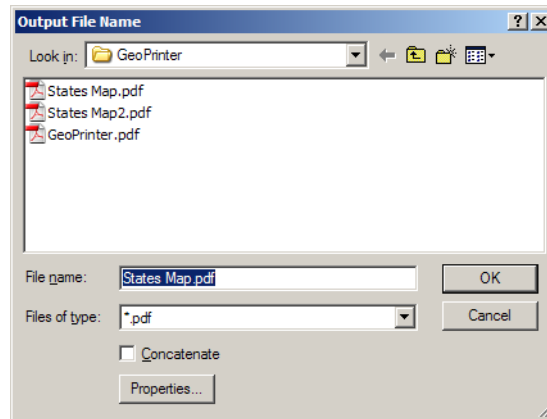 Output File Name
Look in: GeoPrinter
States Map.pdf
States Map2.pdf
GeoPrinter.pdf
File name: States Map.pdf OK
Files of type: *.pdf Cancel
Concatenate
Properties...